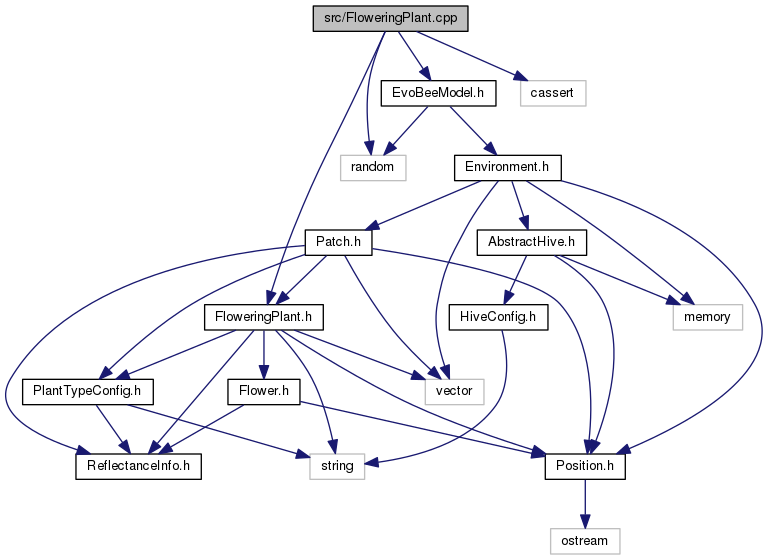 src/FloweringPlant.cpp
EvoBeeModel.h
cassert
random
Environment.h
Patch.h
AbstractHive.h
FloweringPlant.h
HiveConfig.h
memory
PlantTypeConfig.h
Flower.h
vector
ReflectanceInfo.h
string
Position.h
ostream